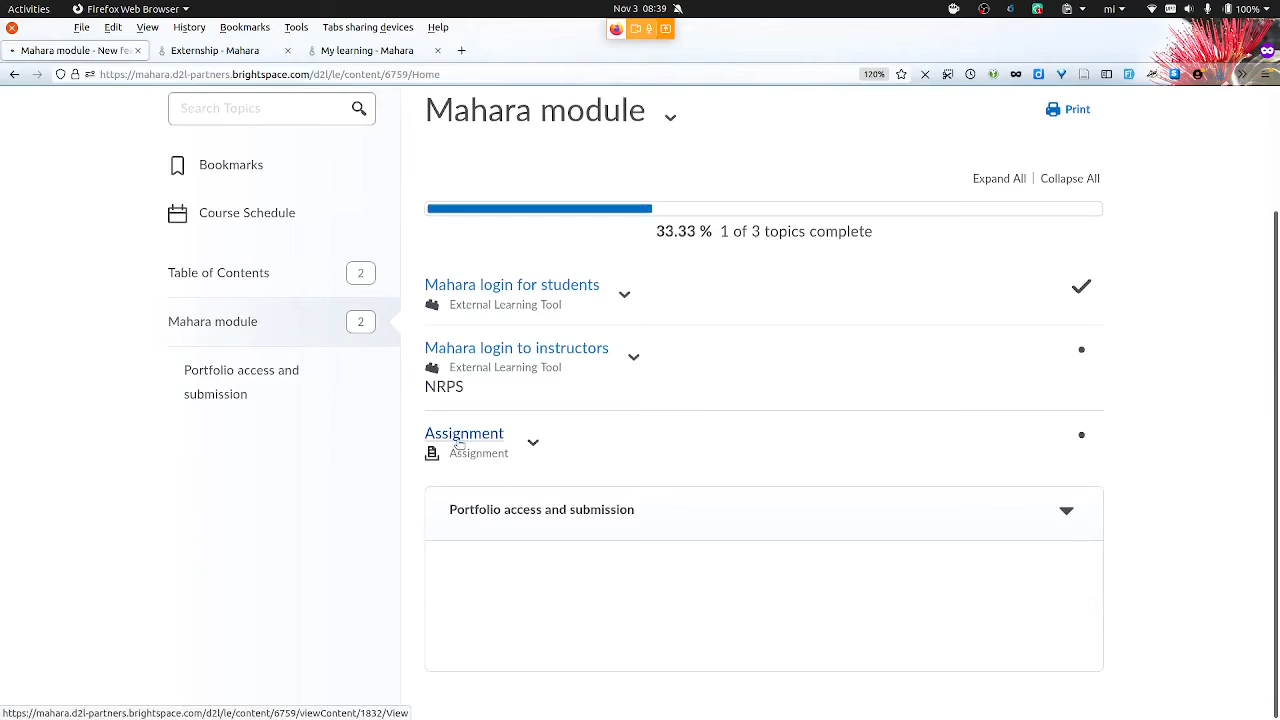 Activities
Firefox Web Browser
Nov 3 08:39
mi
100%
File Edit View History Bookmarks Tools Tabs sharing devices Help
Mahara module - New fea
Externship - Mahara
My learning - Mahara
https://mahara.d2l-partners.brightspace.com/d2l/le/content/6759/Home
120%
Search Topics
Bookmarks
Course Schedule
Table of Contents 2
Mahara module 2
Portfolio access and
submission
Mahara module
Print
Expand All | Collapse All
33.33 % 1 of 3 topics complete
Mahara login for students
External Learning Tool
Mahara login to instructors
External Learning Tool
NRPS
Assignment
Assignment
Portfolio access and submission
https://mahara.d2l-partners.brightspace.com/d2l/le/content/6759/viewContent/1832/View